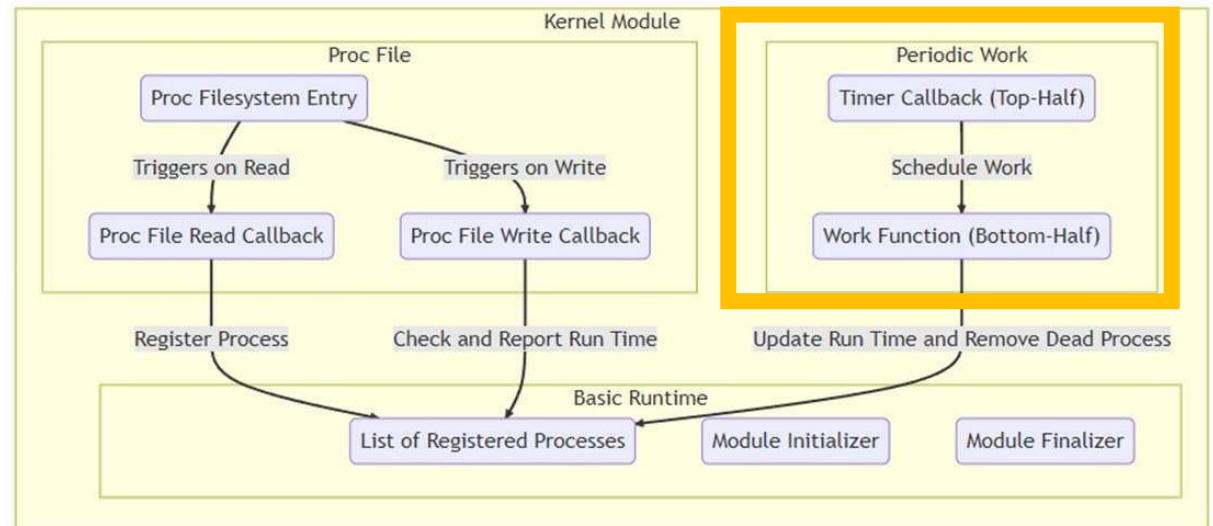 Kernel Module
Proc File
Periodic Work
Proc Filesystem Entry
Timer Callback (Top-Half)
Triggers on Read
Triggers on Write
Schedule Work
Proc File Read Callback
Proc File Write Callback
Work Function (Bottom-Half)
Register Process
Check and Report Run Time
Update Run Time and Remove Dead Process
Basic Runtime
List of Registered Processes
Module Initializer
Module Finalizer